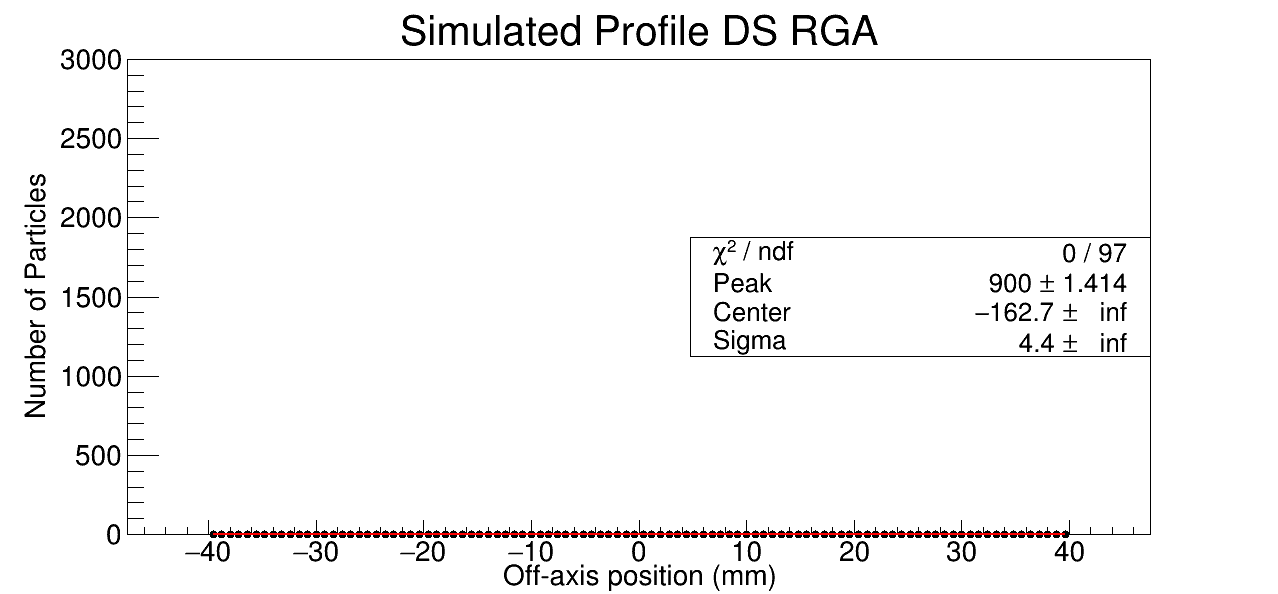 Simulated Profile DS RGA
Number of Particles
3000
2500
2000
1500
1000
500
0
χ² / ndf 0 / 97
Peak 900 ± 1.414
Center −162.7 ± inf
Sigma 4.4 ± inf
−40 −30 −20 −10 0 10 20 30 40
Off-axis position (mm)